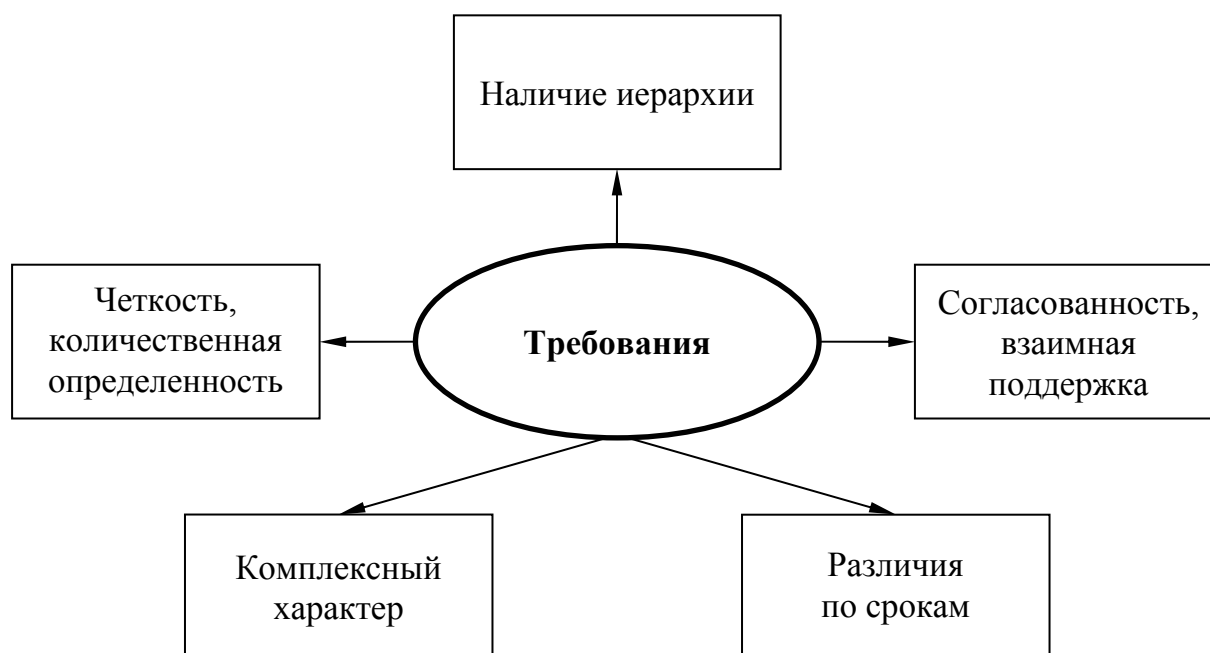 Наличие иерархии
Четкость,
количественная
определенность
Требования
Согласованность,
взаимная
поддержка
Комплексный
характер
Различия
по срокам